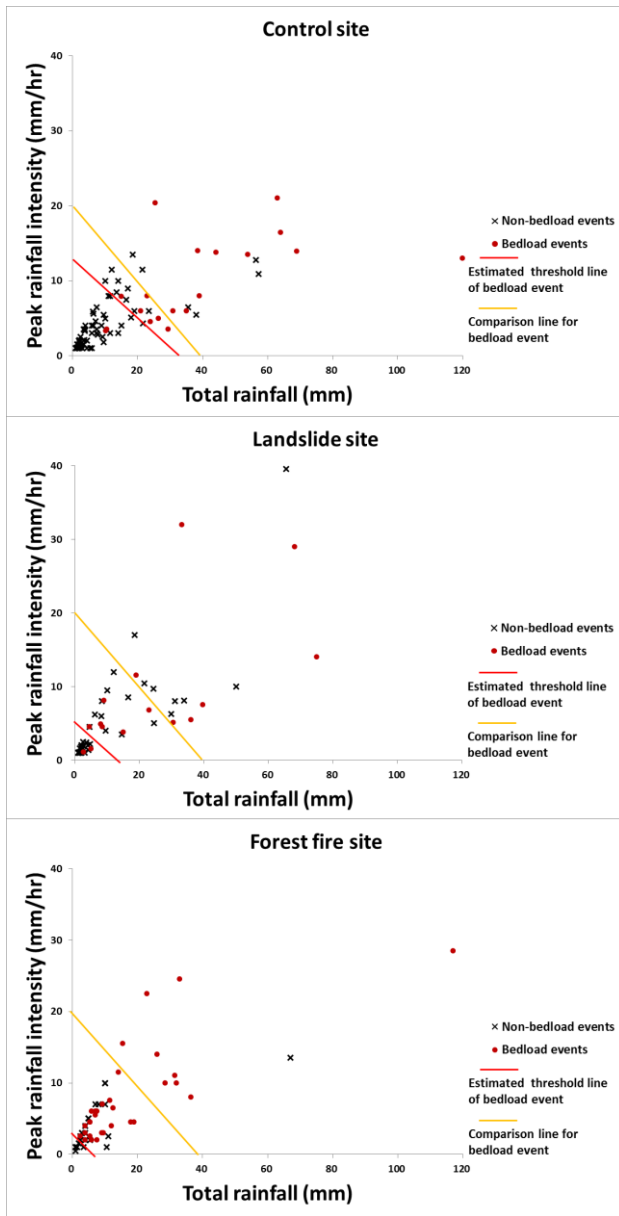 Control site
Peak rainfall intensity (mm/hr)
40
30
20
10
0
0 20 40 60 80 100 120
Total rainfall (mm)
Non-bedload events
Bedload events
Estimated threshold line
of bedload event
Comparison line for
bedload event
Landslide site
Peak rainfall intensity (mm/hr)
40
30
20
10
0
0 20 40 60 80 100 120
Total rainfall (mm)
Non-bedload events
Bedload events
Estimated threshold line
of bedload event
Comparison line for
bedload event
Forest fire site
Peak rainfall intensity (mm/hr)
40
30
20
10
0
0 20 40 60 80 100 120
Total rainfall (mm)
Non-bedload events
Bedload events
Estimated threshold line
of bedload event
Comparison line for
bedload event